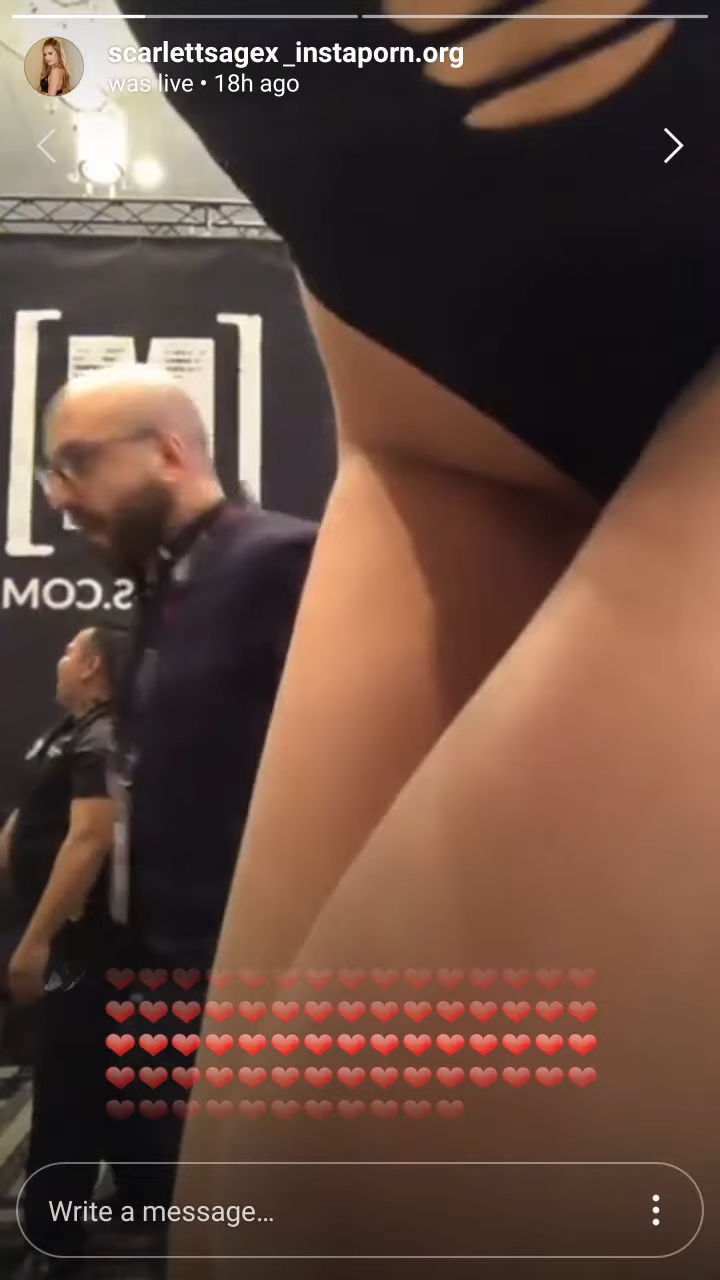 scarlettsagex_instaporn.org
was live • 18h ago
[M]
S.COM
Write a message...